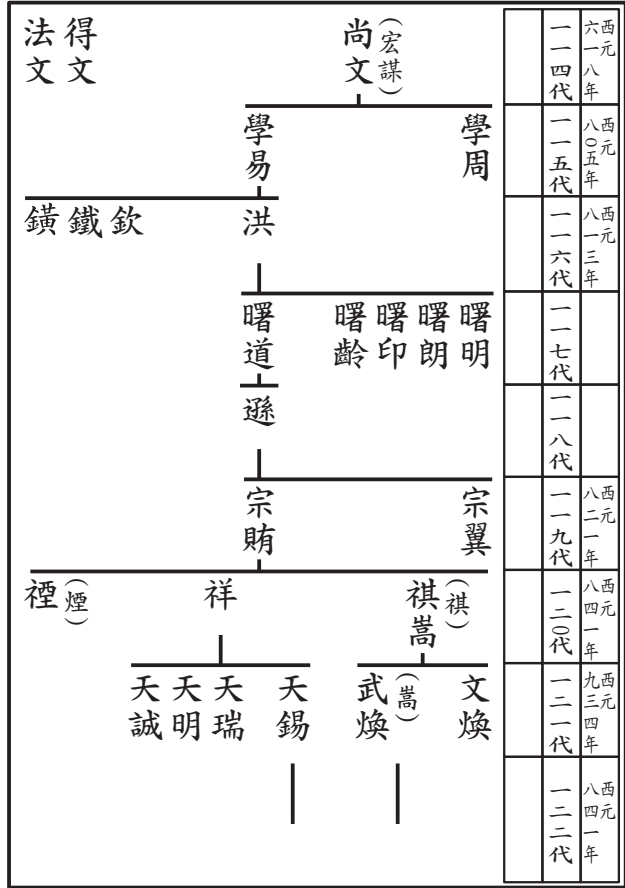 西元六一八年
一一四代
尚文(宏謀)
得文
法文
西元八０五年
一一五代
學周
學易
西元八一三年
一一六代
洪
欽
鐵
鐄
一一七代
曙明
曙朗
曙印
曙齡
曙道
一一八代
遜
西元八二一年
一一九代
宗翼
宗賄
西元八四一年
一二０代
祺嵩(祺)
祥
禋(煙)
西元九三四年
一二一代
文煥
武煥(嵩)
天錫
天瑞
天明
天誠
西元八四一年
一二二代